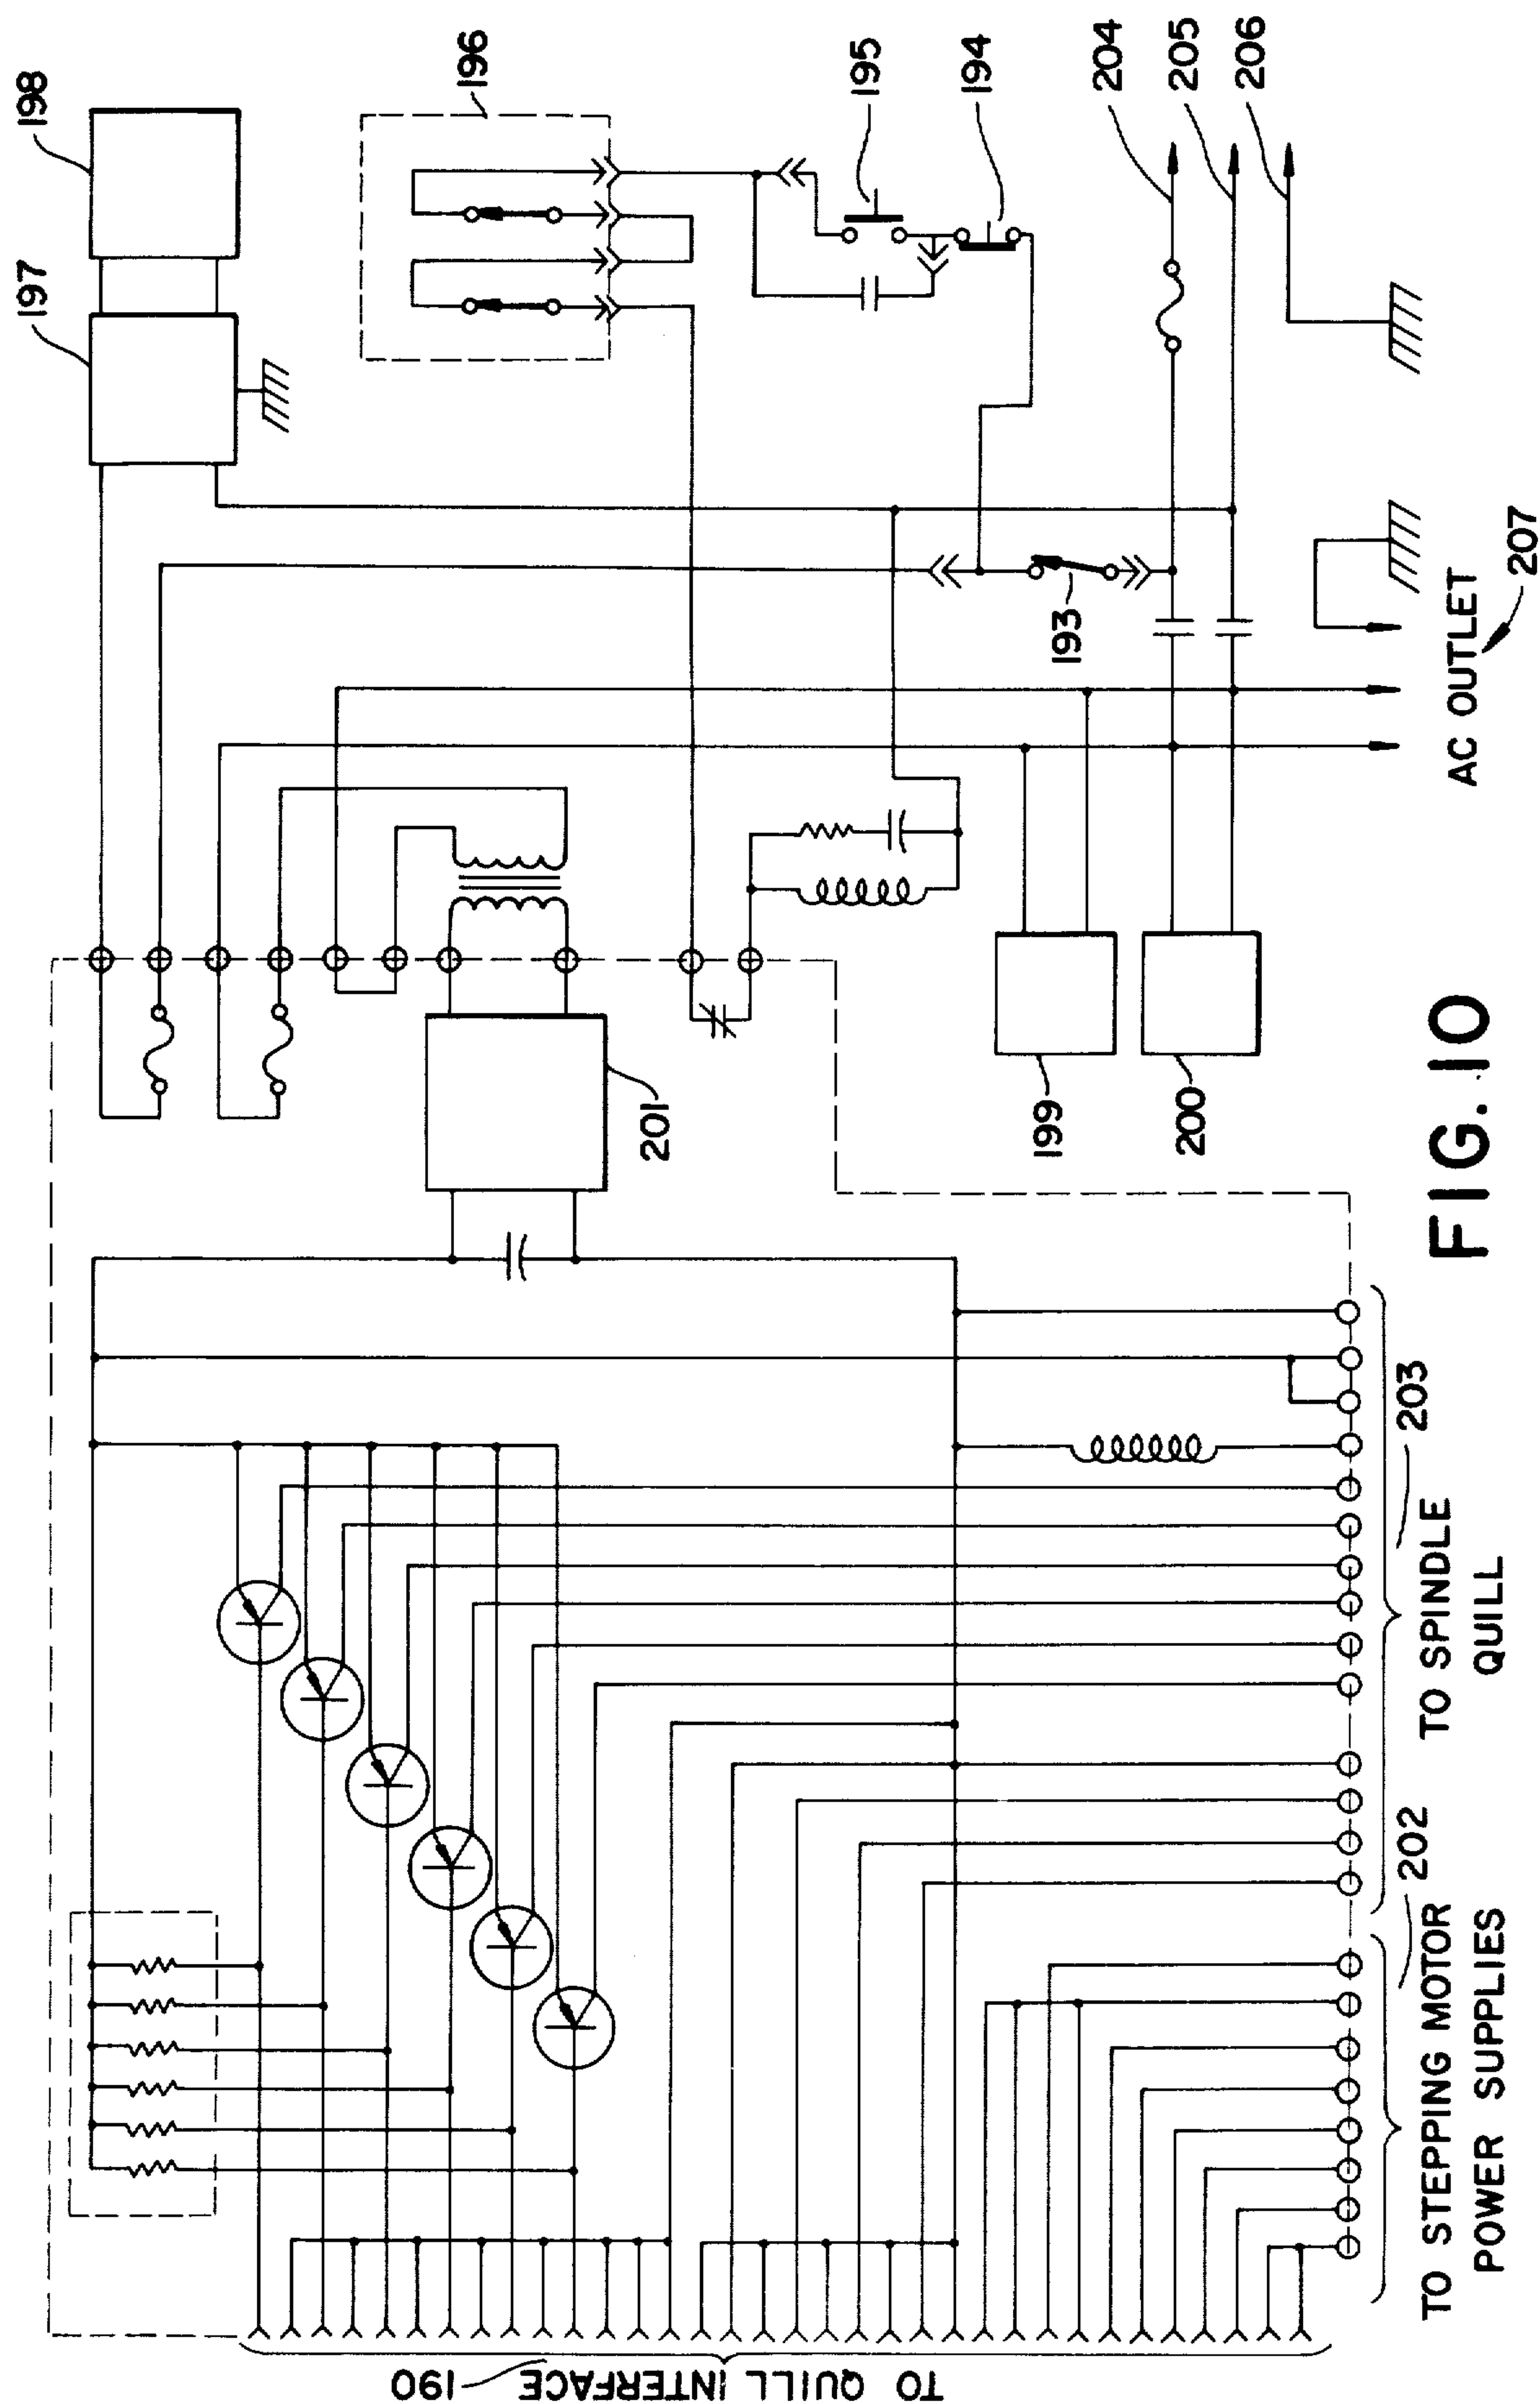 198
197
196
195
194
204
205
206
193
AC OUTLET
207
201
199
200
FIG. 10
203
TO SPINDLE
QUILL
202
TO STEPPING MOTOR
POWER SUPPLIES
TO QUILL INTERFACE 190